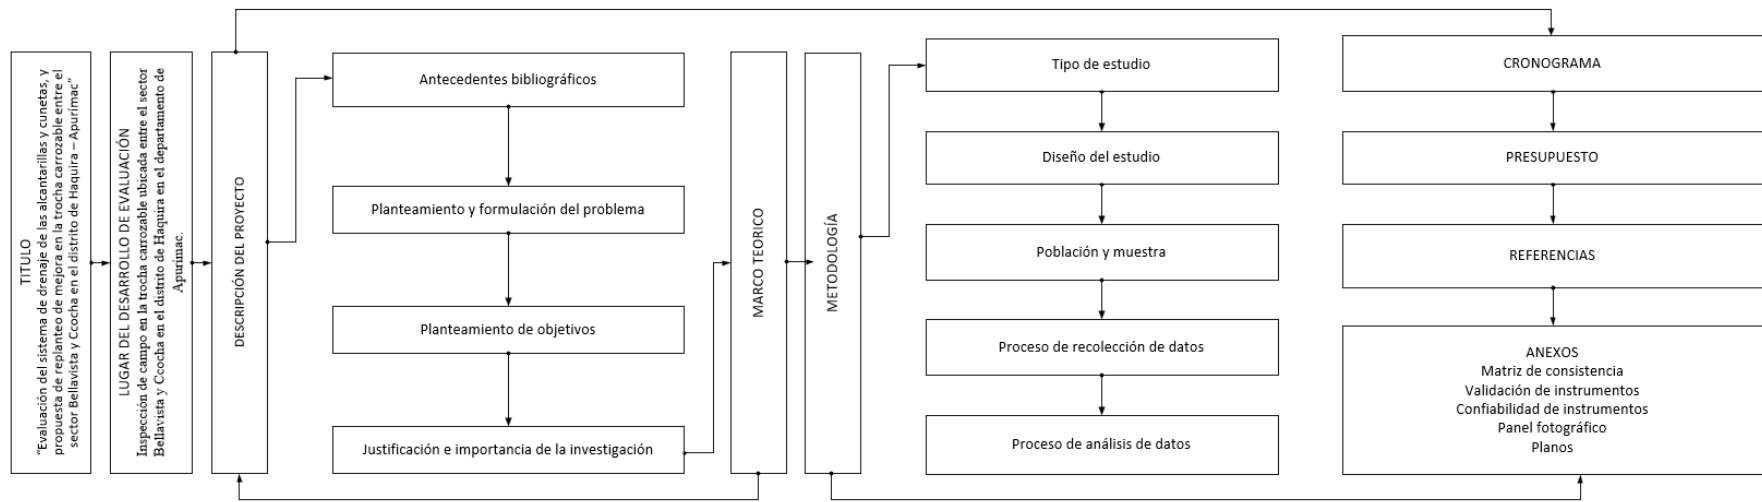 TITULO
“Evaluación del sistema de drenaje de las alcantarillas y cunetas, y
propuesta de replanteo de mejora en la trocha carrozable entre el
sector Bellavista y Ccocha en el distrito de Haquira – Apurímac”
LUGAR DEL DESARROLLO DE EVALUACIÓN
Inspección de campo en la trocha carrozable ubicada entre el sector
Bellavista y Ccocha en el distrito de Haquira en el departamento de
Apurímac.
DESCRIPCIÓN DEL PROYECTO
Antecedentes bibliográficos
Planteamiento y formulación del problema
Planteamiento de objetivos
Justificación e importancia de la investigación
MARCO TEORICO
METODOLOGÍA
Tipo de estudio
Diseño del estudio
Población y muestra
Proceso de recolección de datos
Proceso de análisis de datos
CRONOGRAMA
PRESUPUESTO
REFERENCIAS
ANEXOS
Matriz de consistencia
Validación de instrumentos
Confiabilidad de instrumentos
Panel fotográfico
Planos